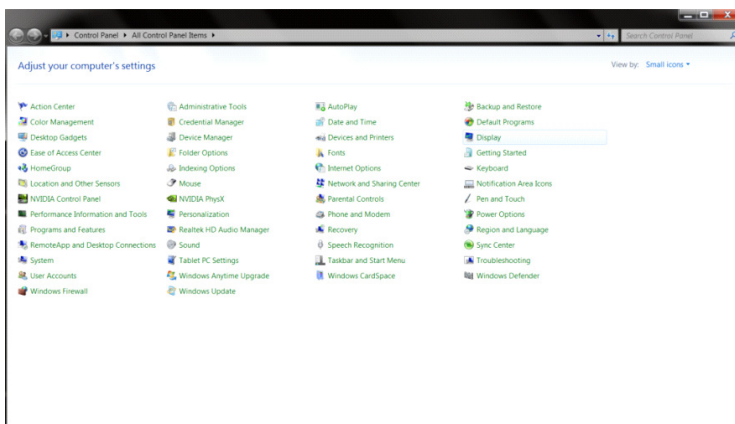 Control Panel ▸ All Control Panel Items ▸
Search Control Panel
Adjust your computer's settings
View by: Small icons
Action Center
Administrative Tools
AutoPlay
Backup and Restore
Color Management
Credential Manager
Date and Time
Default Programs
Desktop Gadgets
Device Manager
Devices and Printers
Display
Ease of Access Center
Folder Options
Fonts
Getting Started
HomeGroup
Indexing Options
Internet Options
Keyboard
Location and Other Sensors
Mouse
Network and Sharing Center
Notification Area Icons
NVIDIA Control Panel
NVIDIA PhysX
Parental Controls
Pen and Touch
Performance Information and Tools
Personalization
Phone and Modem
Power Options
Programs and Features
Realtek HD Audio Manager
Recovery
Region and Language
RemoteApp and Desktop Connections
Sound
Speech Recognition
Sync Center
System
Tablet PC Settings
Taskbar and Start Menu
Troubleshooting
User Accounts
Windows Anytime Upgrade
Windows CardSpace
Windows Defender
Windows Firewall
Windows Update